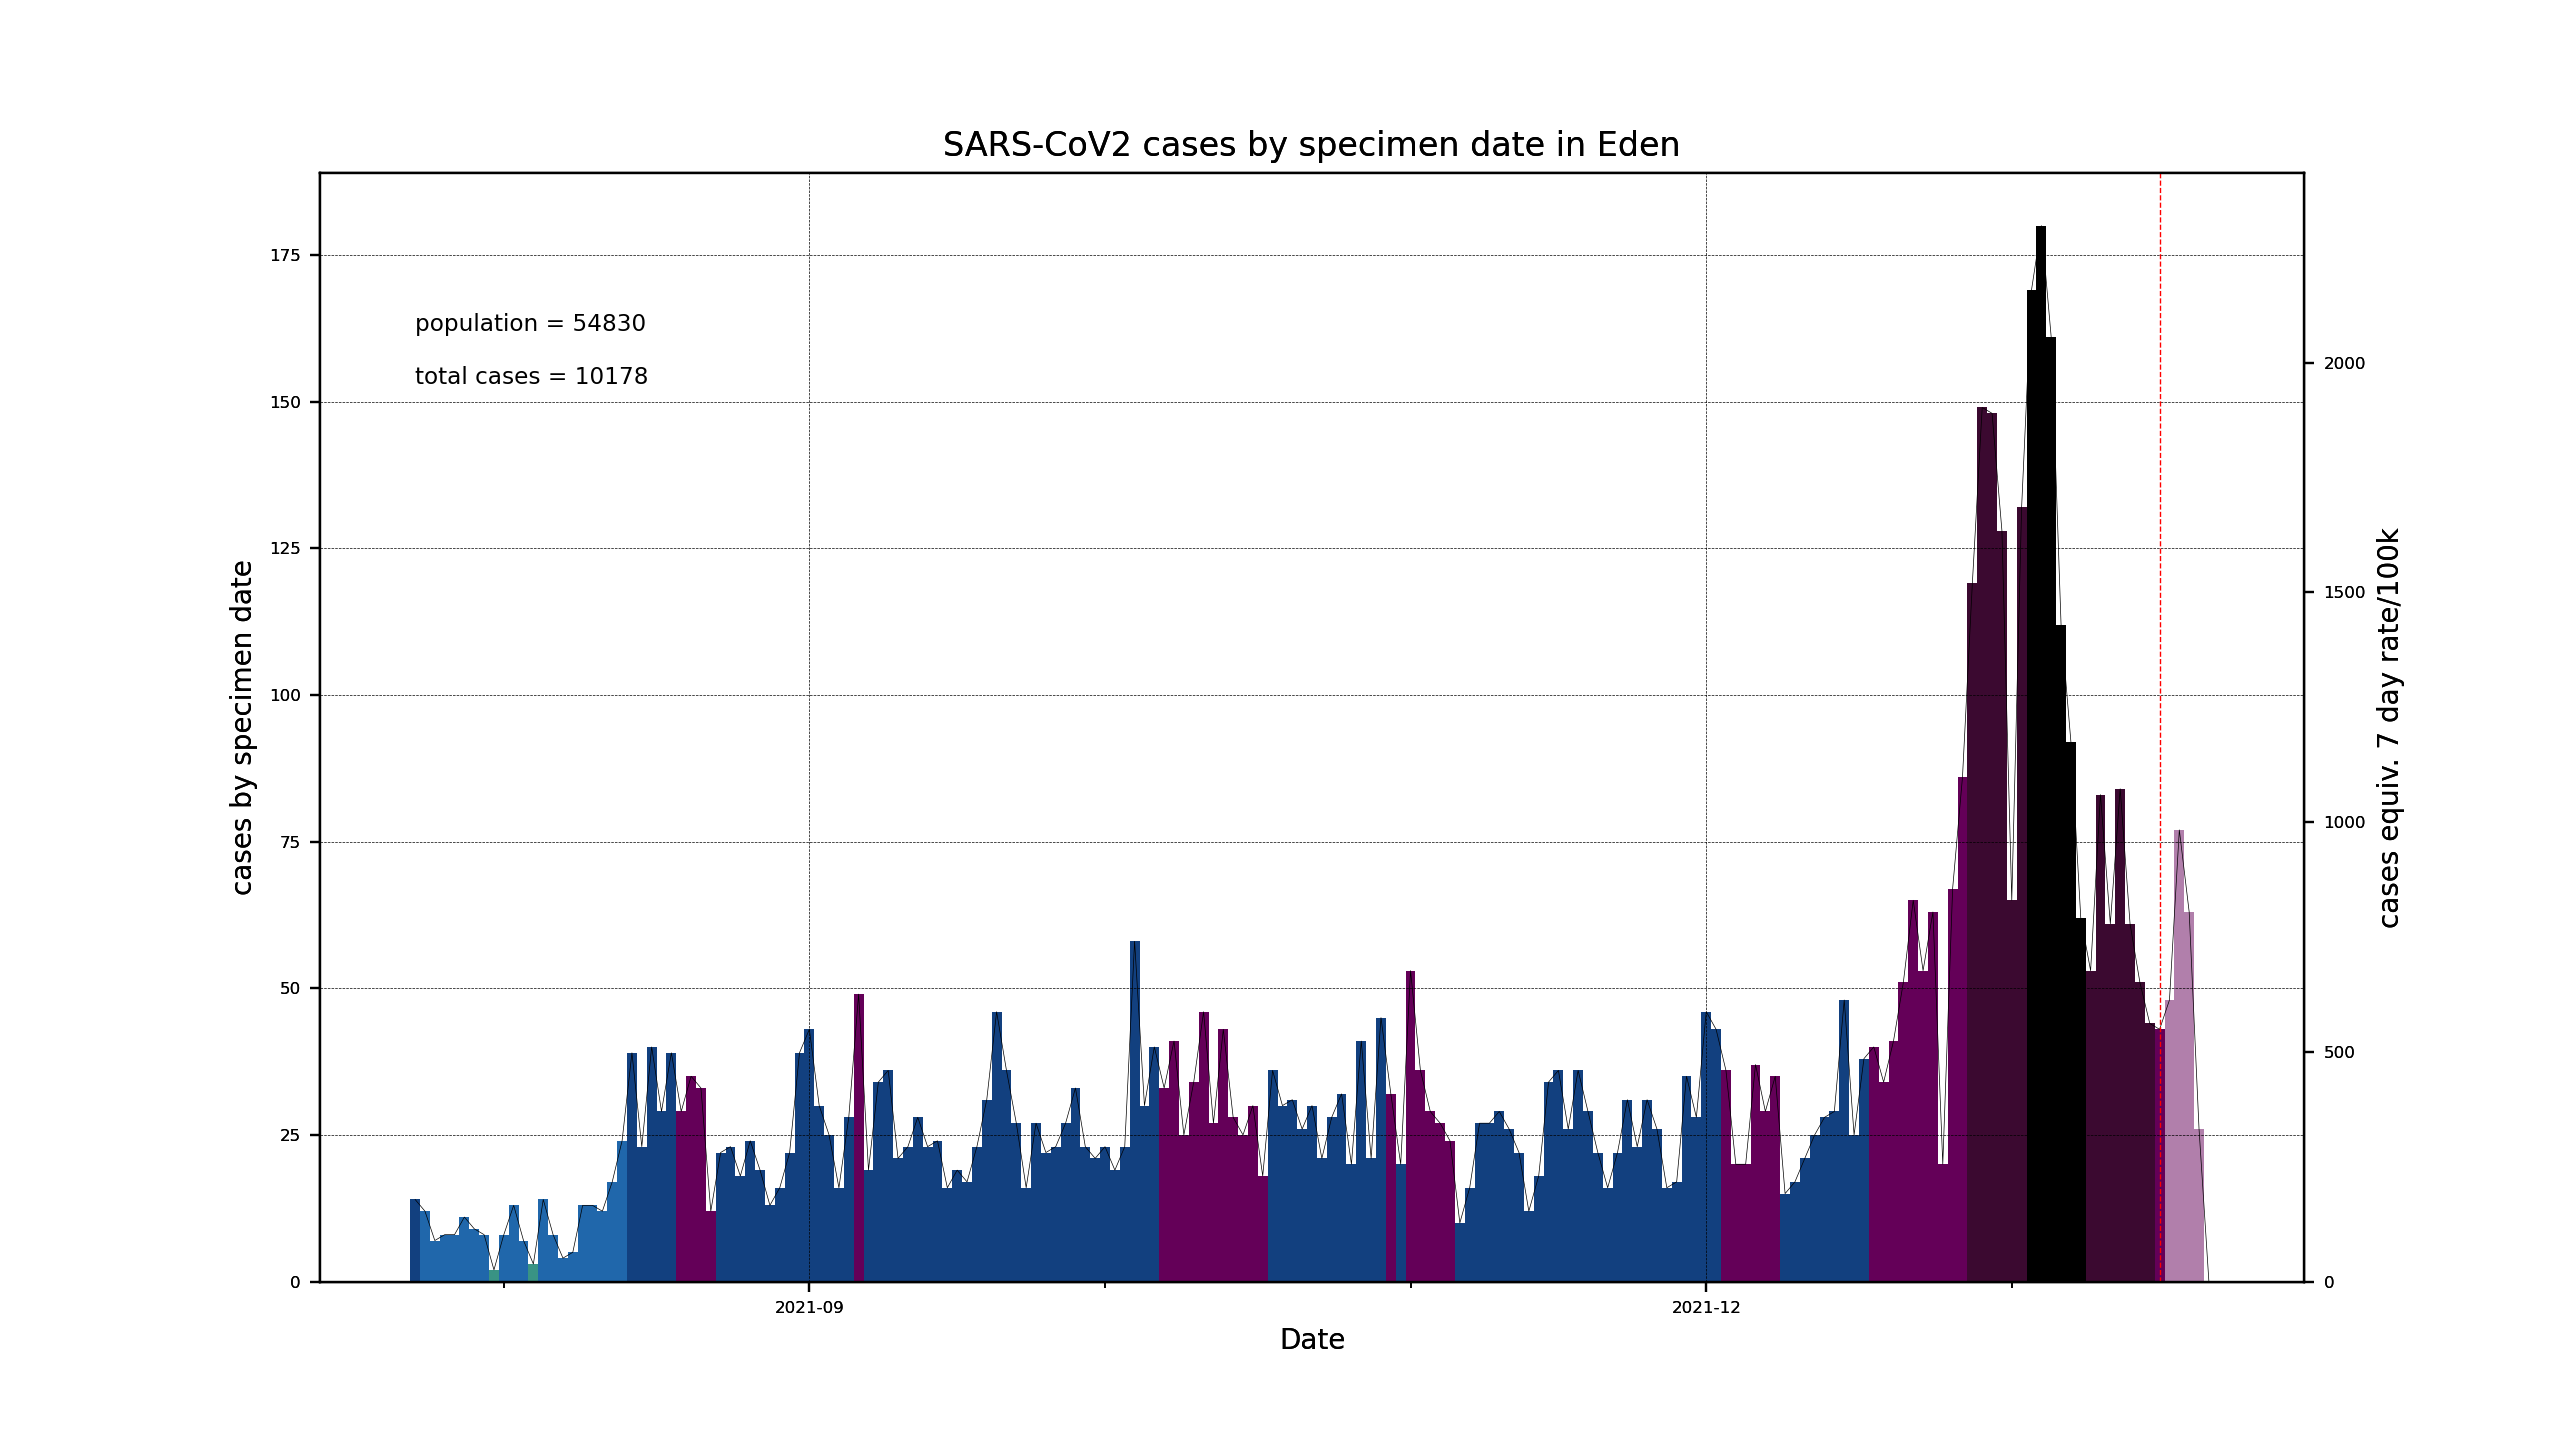 SARS-CoV2 cases by specimen date in Eden
population = 54830
total cases = 10178
cases by specimen date
175
150
125
100
75
50
25
0
2000
1500
1000
500
0
cases equiv. 7 day rate/100k
2021-09
2021-12
Date